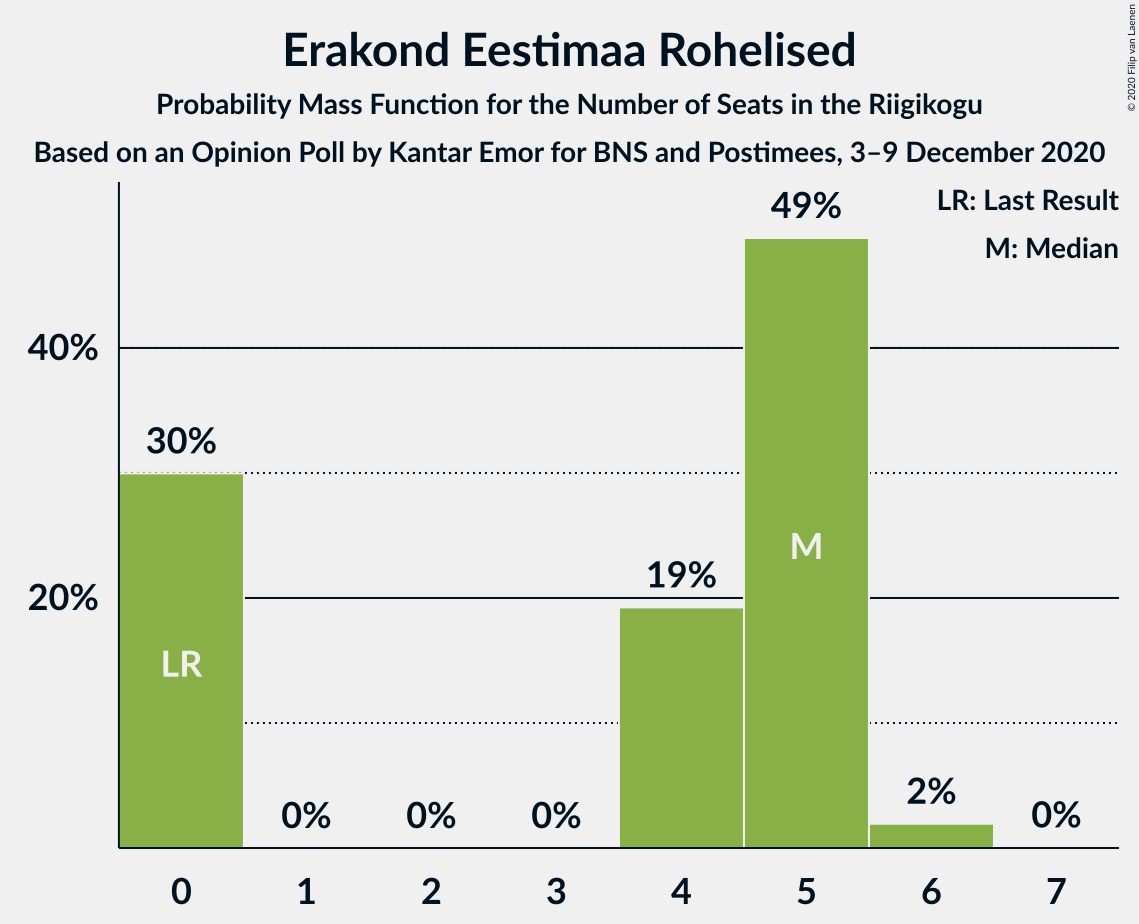 Erakond Eestimaa Rohelised
Probability Mass Function for the Number of Seats in the Riigikogu
Based on an Opinion Poll by Kantar Emor for BNS and Postimees, 3–9 December 2020
© 2020 Filip van Laenen
LR: Last Result
M: Median
49%
40%
30%
M
19%
20%
LR
2%
0%
0%
0%
0%
0 1 2 3 4 5 6 7